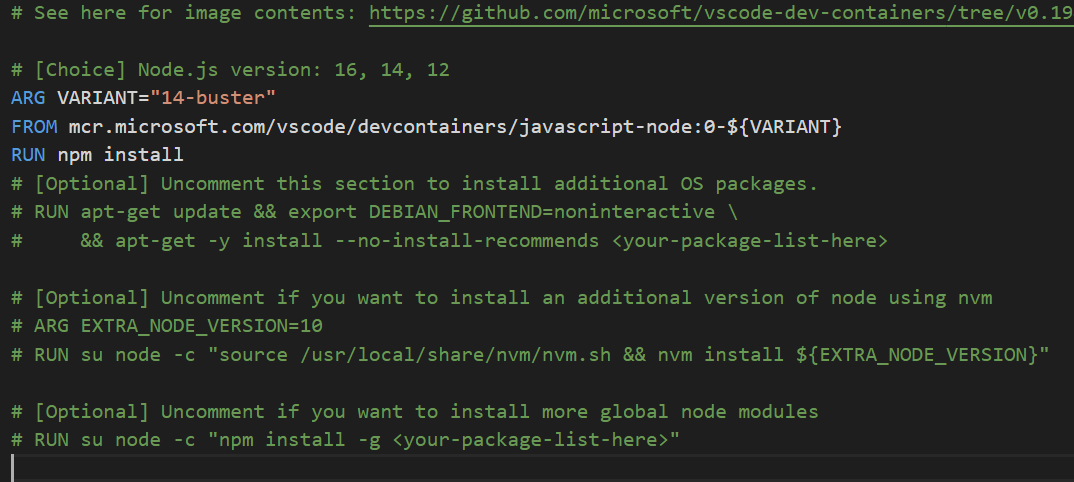 # See here for image contents: https://github.com/microsoft/vscode-dev-containers/tree/v0.19
# [Choice] Node.js version: 16, 14, 12
ARG VARIANT="14-buster"
FROM mcr.microsoft.com/vscode/devcontainers/javascript-node:0-${VARIANT}
RUN npm install
# [Optional] Uncomment this section to install additional OS packages.
# RUN apt-get update && export DEBIAN_FRONTEND=noninteractive \
#     && apt-get -y install --no-install-recommends <your-package-list-here>
# [Optional] Uncomment if you want to install an additional version of node using nvm
# ARG EXTRA_NODE_VERSION=10
# RUN su node -c "source /usr/local/share/nvm/nvm.sh && nvm install ${EXTRA_NODE_VERSION}"
# [Optional] Uncomment if you want to install more global node modules
# RUN su node -c "npm install -g <your-package-list-here>"